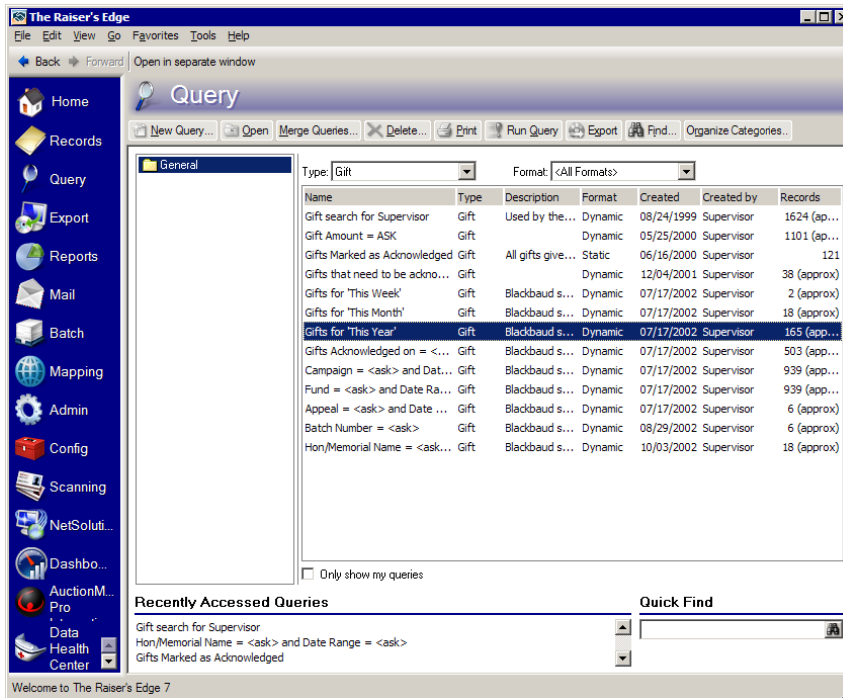 The Raiser's Edge
File Edit View Go Favorites Tools Help
Back Forward Open in separate window
Query
New Query... Open Merge Queries... Delete... Print Run Query Export Find... Organize Categories..
Home
Records
Query
Export
Reports
Mail
Batch
Mapping
Admin
Config
Scanning
NetSoluti...
Dashbo...
AuctionM...
Pro
Data
Health
Center
General
Type: Gift Format: <All Formats>
Name Type Description Format Created Created by Records
Gift search for Supervisor Gift Used by the... Dynamic 08/24/1999 Supervisor 1624 (ap...
Gift Amount = ASK Gift Dynamic 05/25/2000 Supervisor 1101 (ap...
Gifts Marked as Acknowledged Gift All gifts give... Static 06/16/2000 Supervisor 121
Gifts that need to be ackno... Gift Dynamic 12/04/2001 Supervisor 38 (approx)
Gifts for 'This Week' Gift Blackbaud s... Dynamic 07/17/2002 Supervisor 2 (approx)
Gifts for 'This Month' Gift Blackbaud s... Dynamic 07/17/2002 Supervisor 18 (approx)
Gifts for 'This Year' Gift Blackbaud s... Dynamic 07/17/2002 Supervisor 165 (app...
Gifts Acknowledged on = <... Gift Blackbaud s... Dynamic 07/17/2002 Supervisor 503 (app...
Campaign = <ask> and Dat... Gift Blackbaud s... Dynamic 07/17/2002 Supervisor 939 (app...
Fund = <ask> and Date Ra... Gift Blackbaud s... Dynamic 07/17/2002 Supervisor 939 (app...
Appeal = <ask> and Date ... Gift Blackbaud s... Dynamic 07/17/2002 Supervisor 6 (approx)
Batch Number = <ask> Gift Blackbaud s... Dynamic 08/29/2002 Supervisor 6 (approx)
Hon/Memorial Name = <ask... Gift Blackbaud s... Dynamic 10/03/2002 Supervisor 18 (approx)
Only show my queries
Recently Accessed Queries
Gift search for Supervisor
Hon/Memorial Name = <ask> and Date Range = <ask>
Gifts Marked as Acknowledged
Quick Find
Welcome to The Raiser's Edge 7